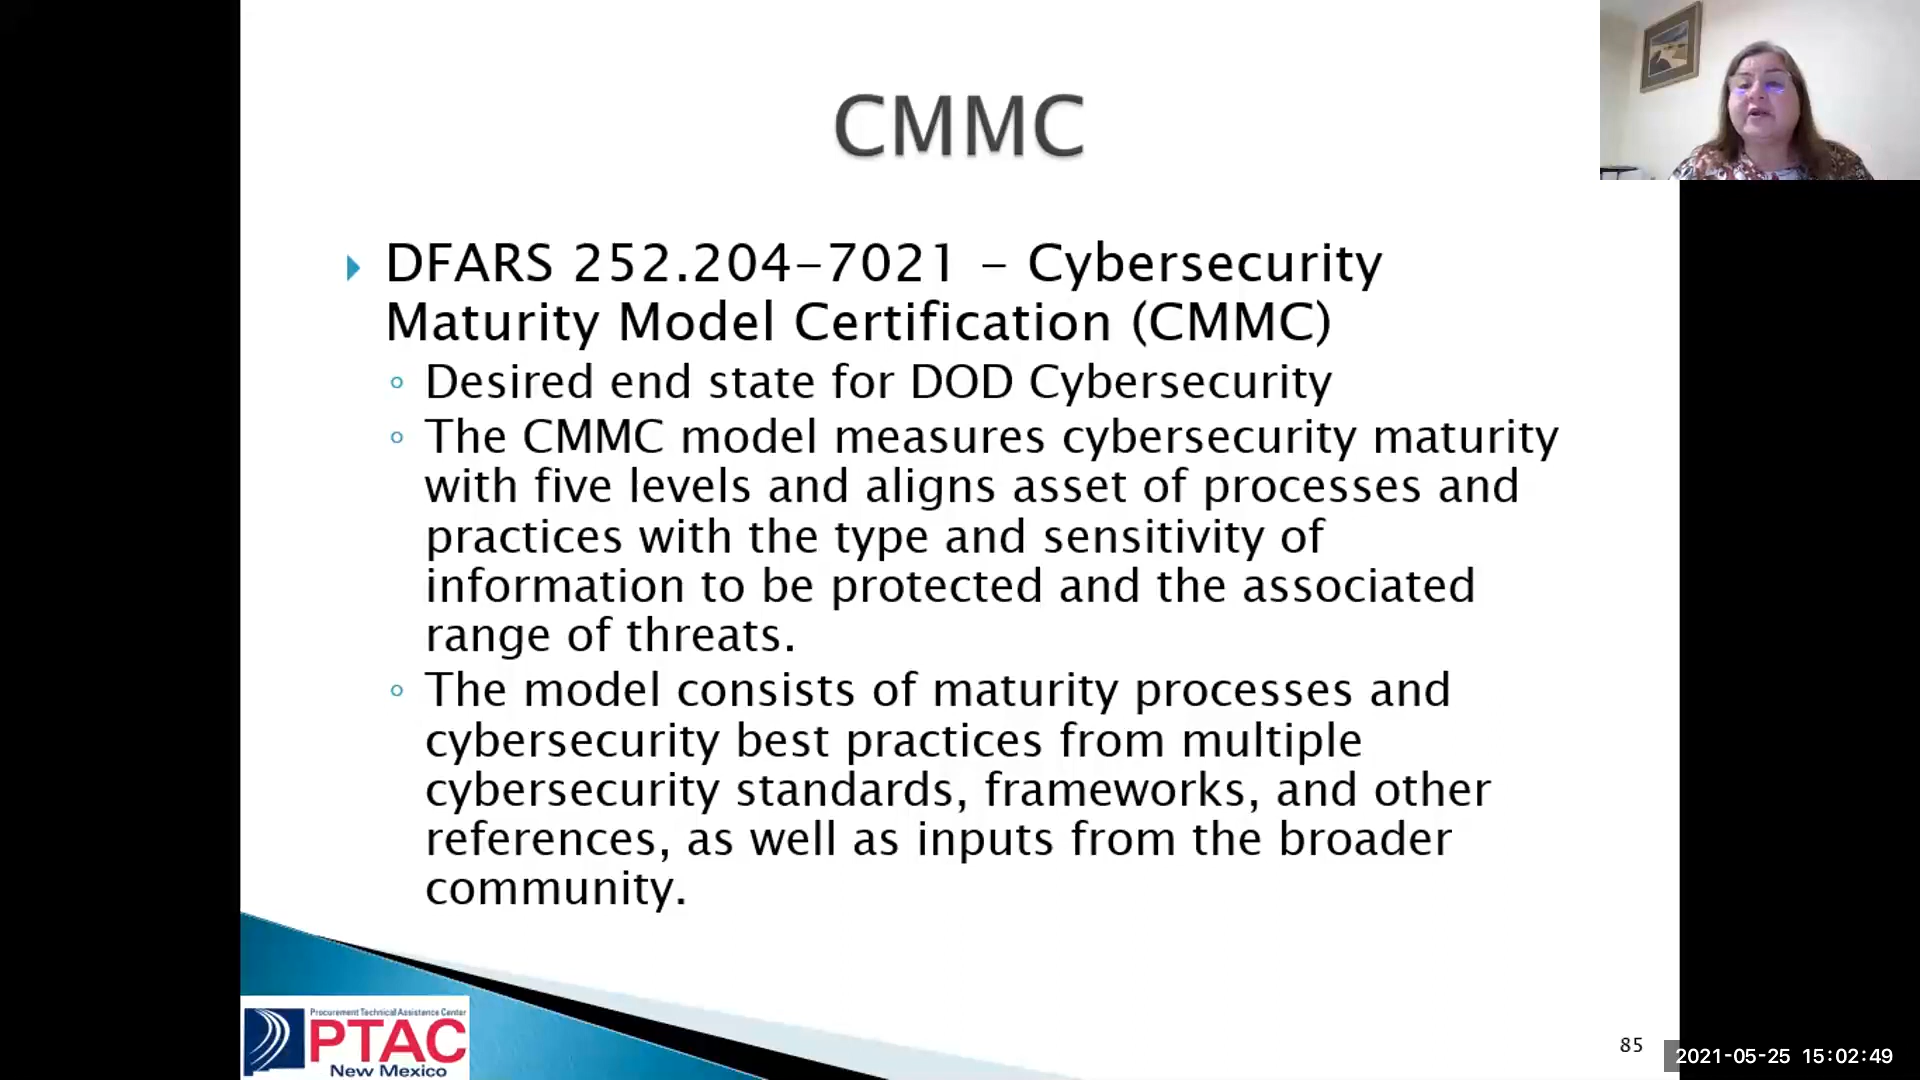 CMMC
DFARS 252.204-7021 - Cybersecurity
Maturity Model Certification (CMMC)
Desired end state for DOD Cybersecurity
The CMMC model measures cybersecurity maturity
with five levels and aligns asset of processes and
practices with the type and sensitivity of
information to be protected and the associated
range of threats.
The model consists of maturity processes and
cybersecurity best practices from multiple
cybersecurity standards, frameworks, and other
references, as well as inputs from the broader
community.
Procurement Technical Assistance Center
PTAC
New Mexico
85
2021-05-25 15:02:49